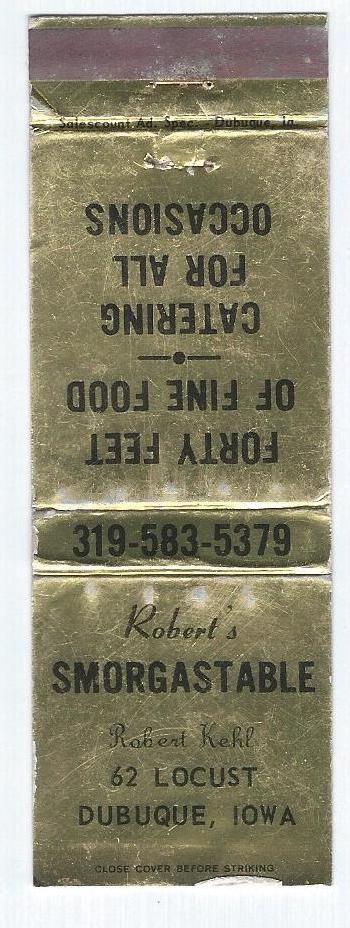 Salescount Ad. Spec. - Dubuque, Ia.
FORTY FEET
OF FINE FOOD
CATERING
FOR ALL
OCCASIONS
319-583-5379
Robert's
SMORGASTABLE
Robert Kehl
62 LOCUST
DUBUQUE, IOWA
CLOSE COVER BEFORE STRIKING